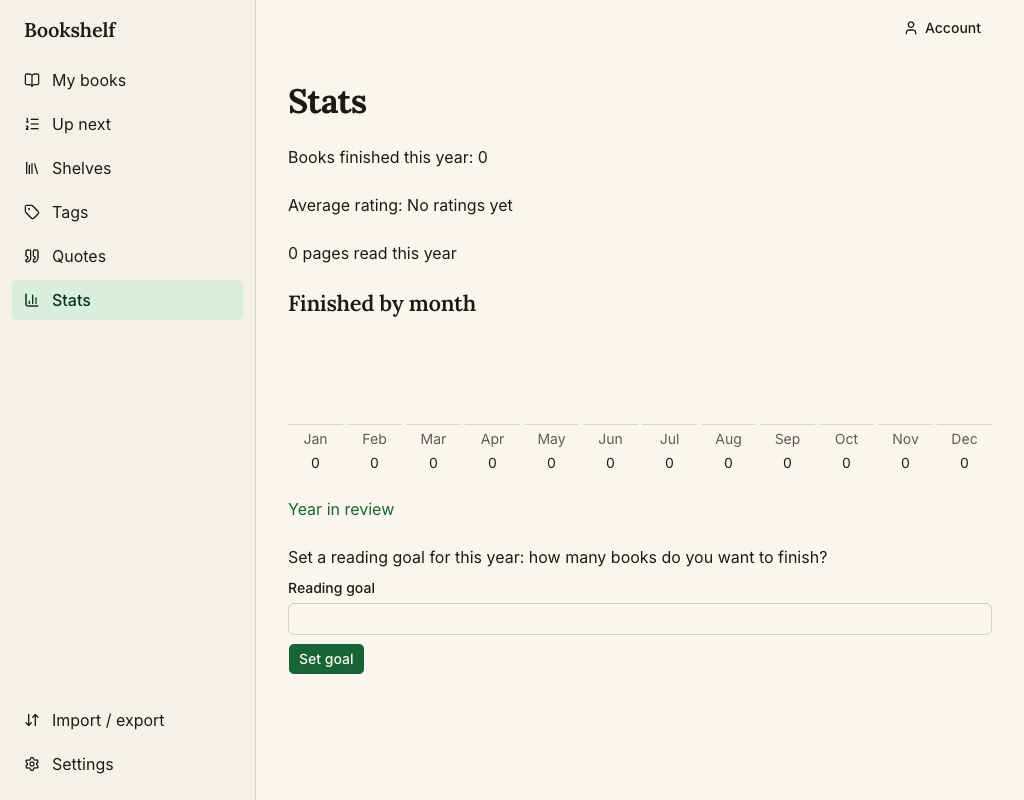 Bookshelf
My books
Up next
Shelves
Tags
Quotes
Stats
Import / export
Settings
Account
Stats
Books finished this year: 0
Average rating: No ratings yet
0 pages read this year
Finished by month
Jan Feb Mar Apr May Jun Jul Aug Sep Oct Nov Dec
0 0 0 0 0 0 0 0 0 0 0 0
Year in review
Set a reading goal for this year: how many books do you want to finish?
Reading goal
Set goal